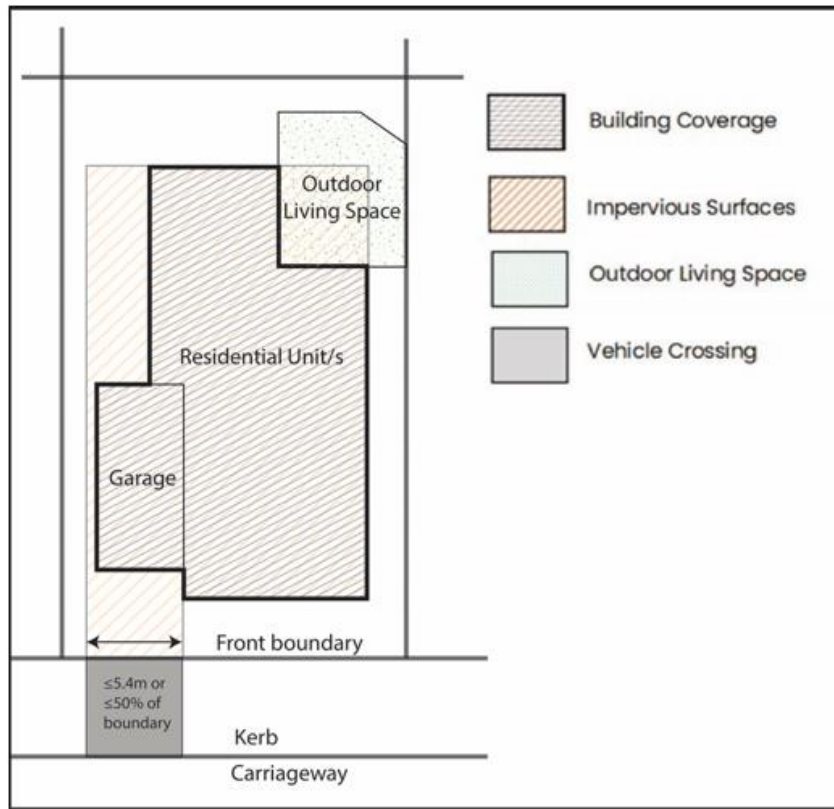 Building Coverage
Outdoor
Living Space
Impervious Surfaces
Outdoor Living Space
Residential Unit/s
Vehicle Crossing
Garage
Front boundary
≤5.4m or
≤50% of
boundary
Kerb
Carriageway